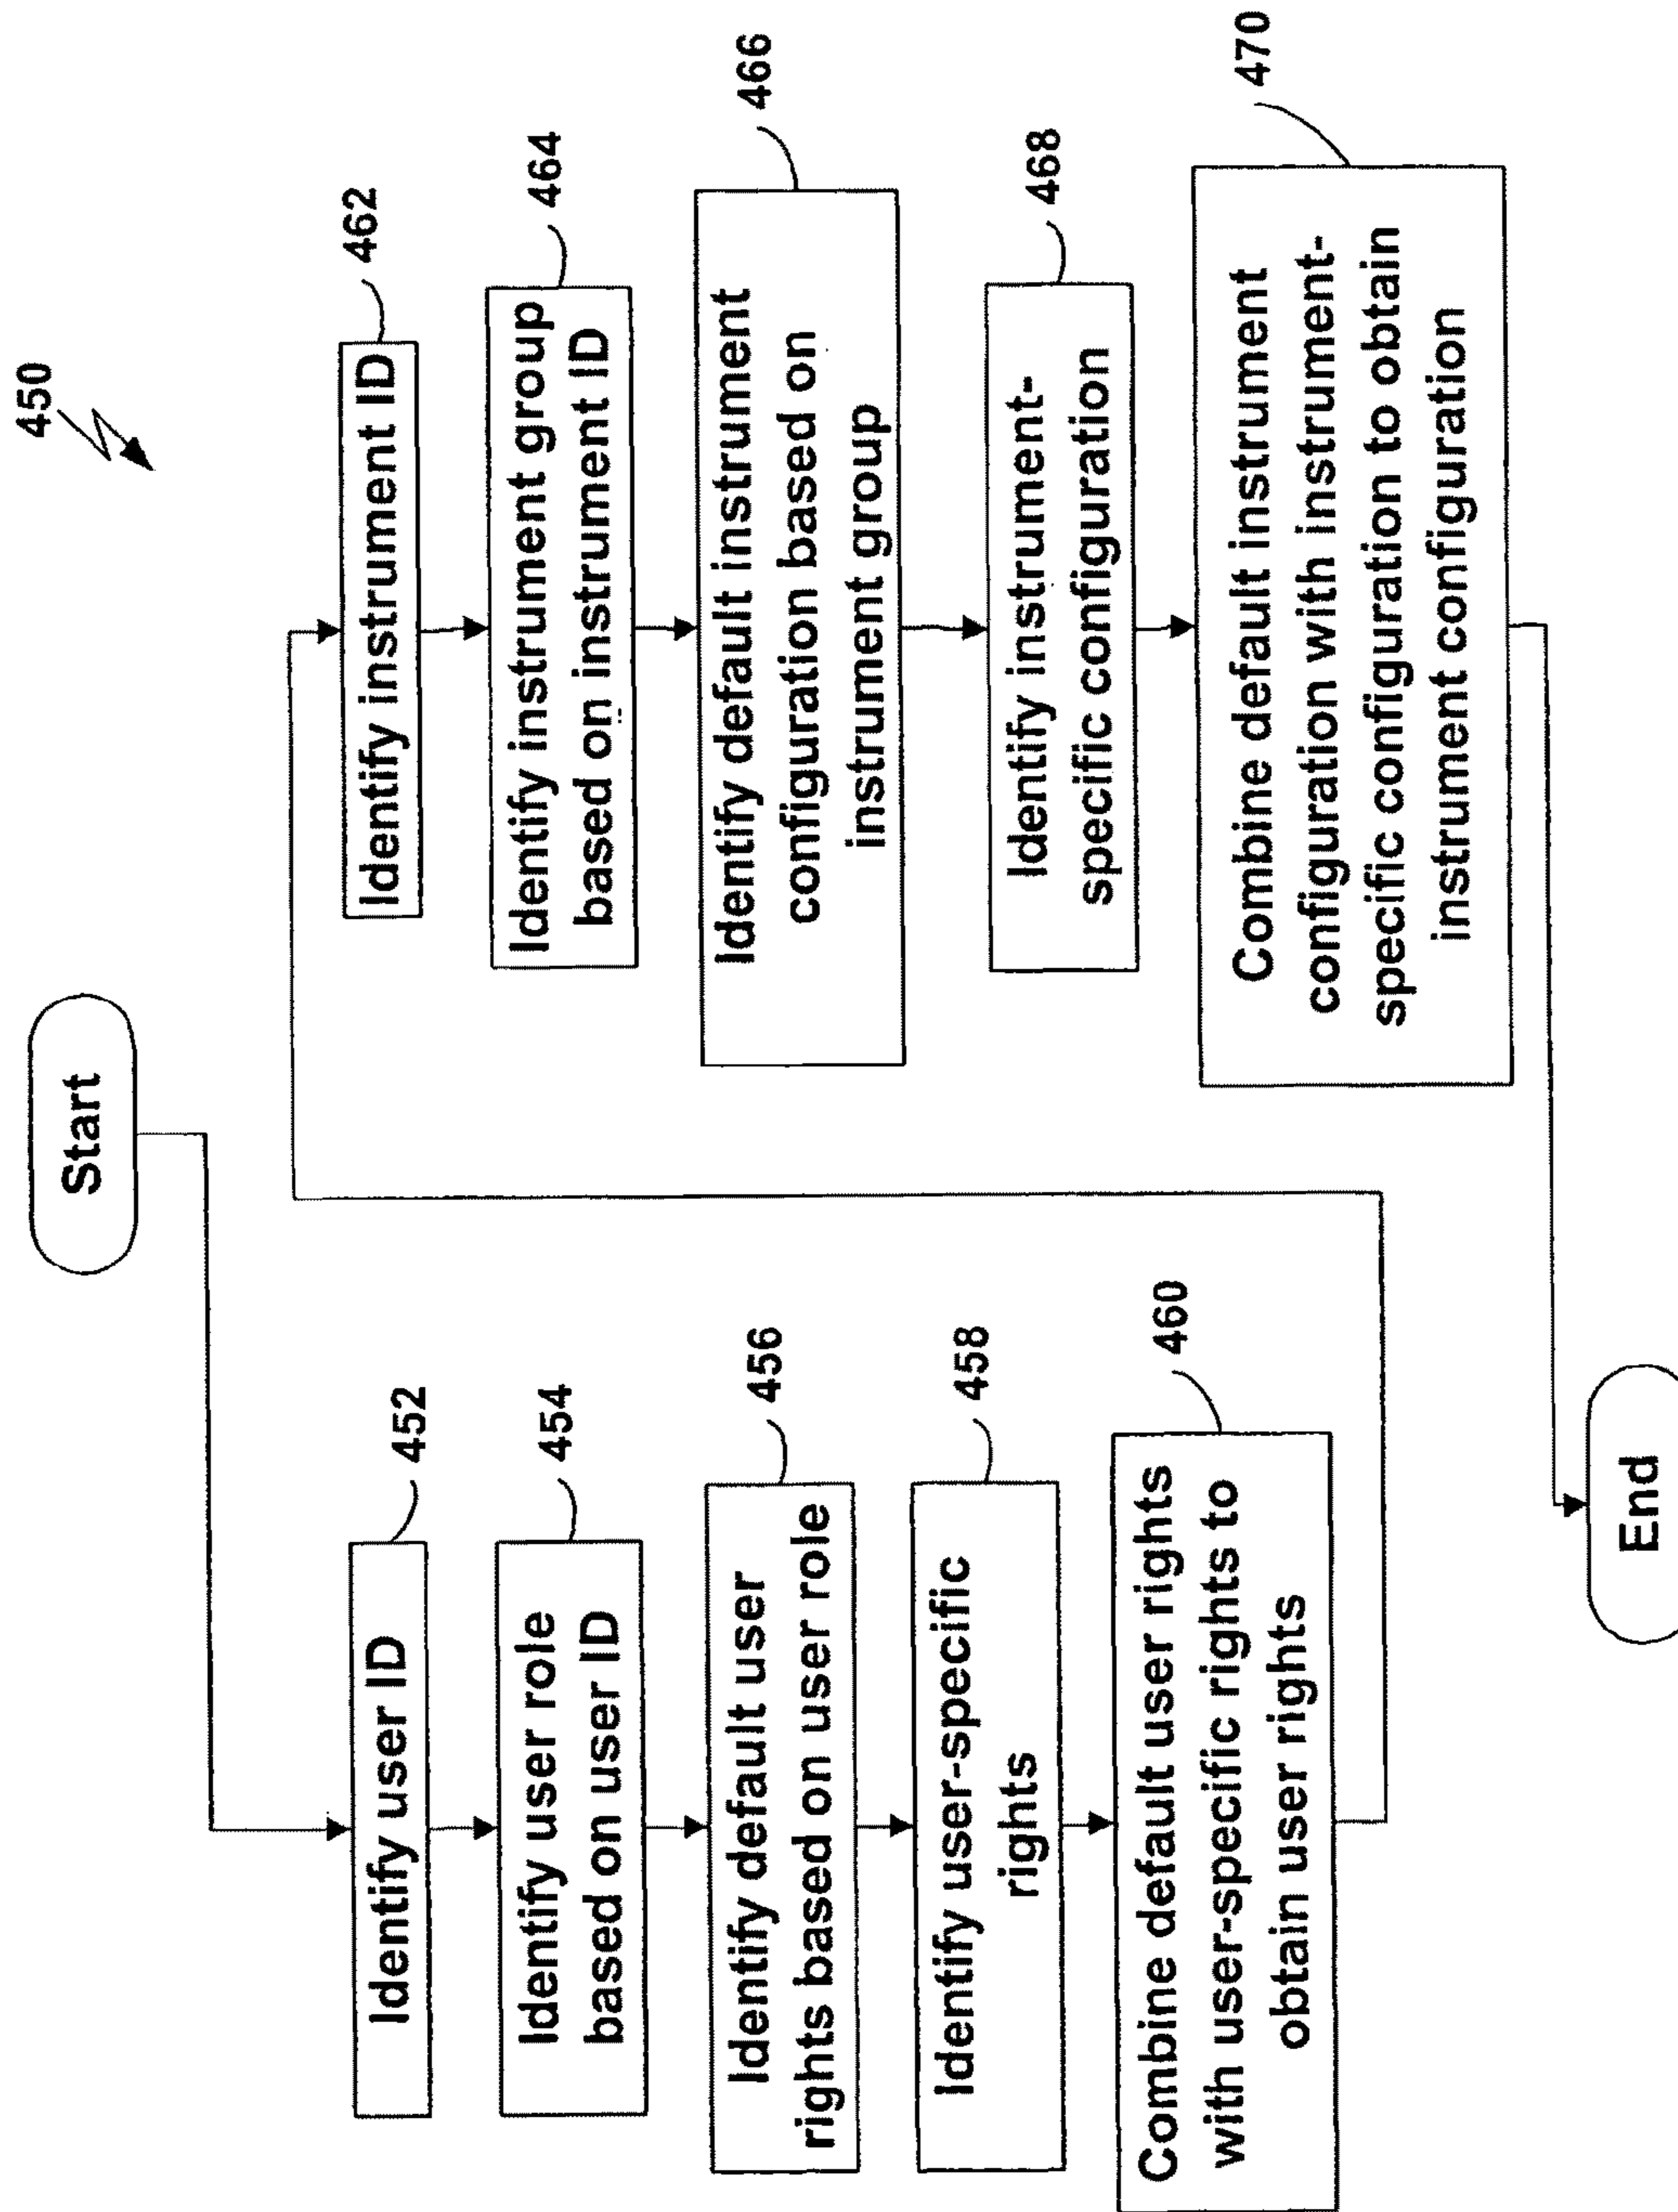 450
Start
452
Identify user ID
454
Identify user role
based on user ID
456
Identify default user
rights based on user role
458
Identify user-specific
rights
460
Combine default user rights
with user-specific rights to
obtain user rights
462
Identify instrument ID
464
Identify instrument group
based on instrument ID
466
Identify default instrument
configuration based on
instrument group
468
Identify instrument-
specific configuration
470
Combine default instrument
configuration with instrument-
specific configuration to obtain
instrument configuration
End